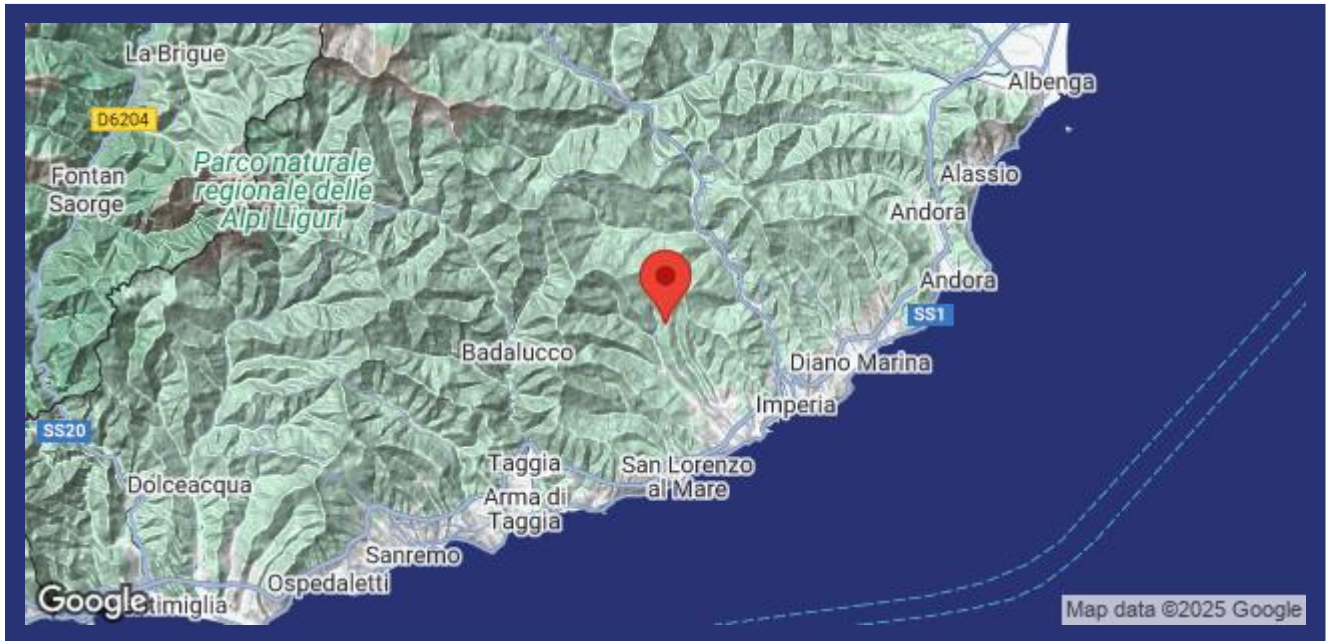 La Brigue
Albenga
D6204
Parco naturale
regionale delle
Alpi Liguri
Fontan
Saorge
Alassio
Andora
Andora
SS1
Badalucco
Diano Marina
Imperia
SS20
Taggia
San Lorenzo
al Mare
Dolceacqua
Arma di
Taggia
Sanremo
Ospedaletti
Google
timiglia
Map data ©2025 Google